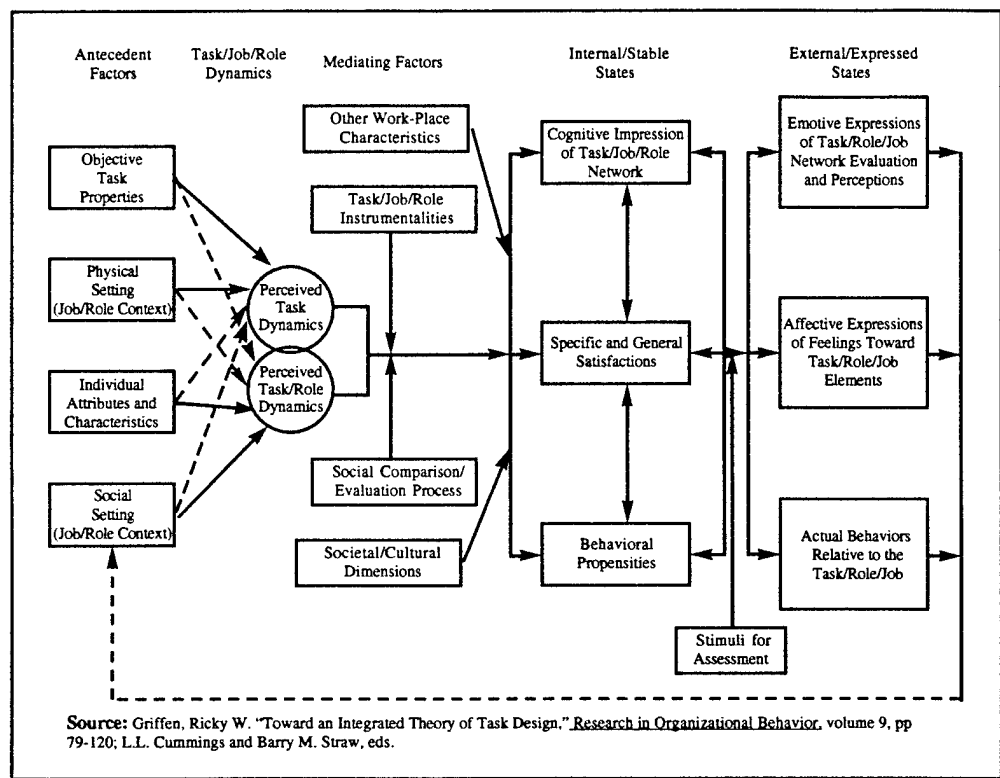 Antecedent
Factors
Task/Job/Role
Dynamics
Mediating Factors
Internal/Stable
States
External/Expressed
States
Objective
Task
Properties
Physical
Setting
(Job/Role Context)
Individual
Attributes and
Characteristics
Social
Setting
(Job/Role Context)
Perceived
Task
Dynamics
Perceived
Task/Role
Dynamics
Other Work-Place
Characteristics
Task/Job/Role
Instrumentalities
Social Comparison/
Evaluation Process
Societal/Cultural
Dimensions
Cognitive Impression
of Task/Job/Role
Network
Specific and General
Satisfactions
Behavioral
Propensities
Stimuli for
Assessment
Emotive Expressions
of Task/Role/Job
Network Evaluation
and Perceptions
Affective Expressions
of Feelings Toward
Task/Role/Job
Elements
Actual Behaviors
Relative to the
Task/Role/Job
Source: Griffen, Ricky W. "Toward an Integrated Theory of Task Design," Research in Organizational Behavior, volume 9, pp
79-120; L.L. Cummings and Barry M. Straw, eds.